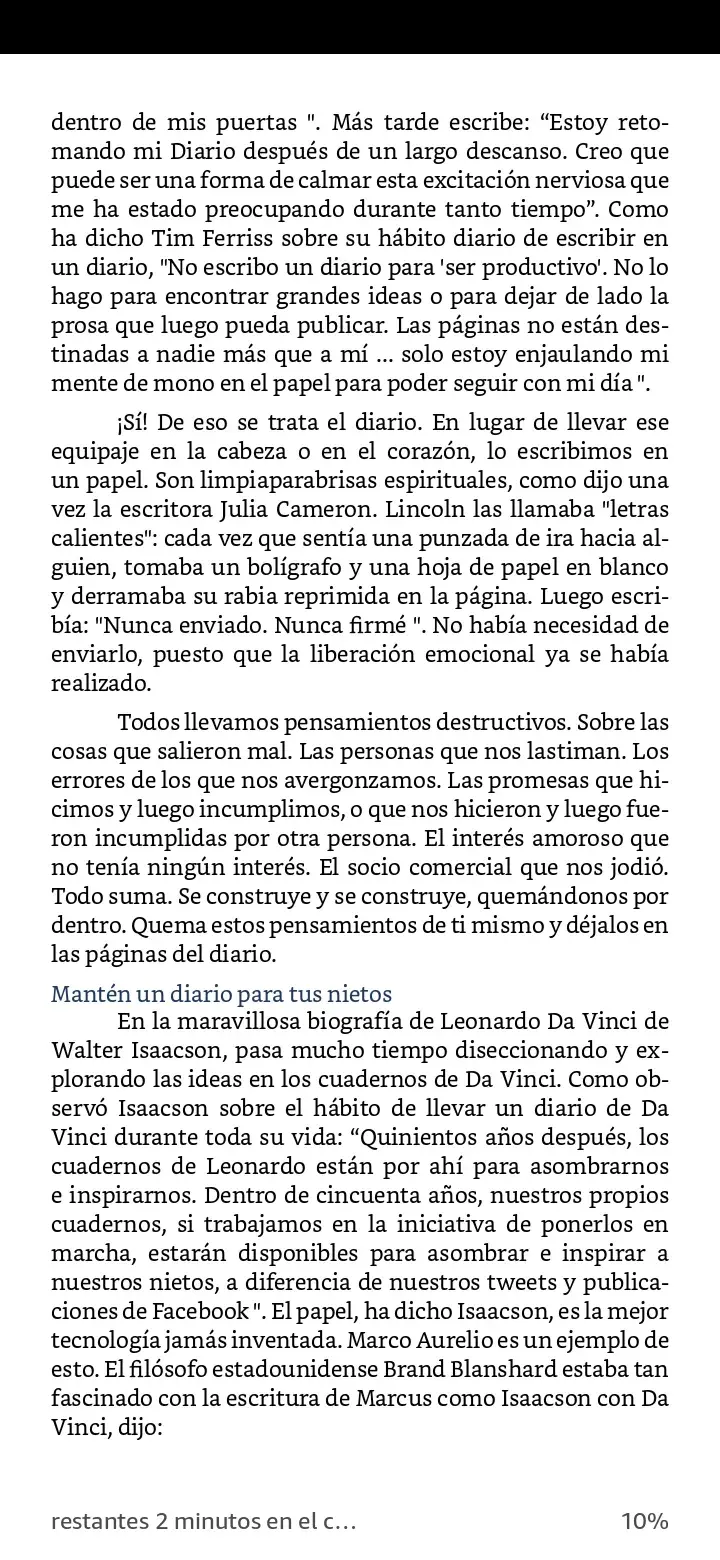 dentro de mis puertas ". Más tarde escribe: “Estoy reto-
mando mi Diario después de un largo descanso. Creo que
puede ser una forma de calmar esta excitación nerviosa que
me ha estado preocupando durante tanto tiempo”. Como
ha dicho Tim Ferriss sobre su hábito diario de escribir en
un diario, "No escribo un diario para 'ser productivo'. No lo
hago para encontrar grandes ideas o para dejar de lado la
prosa que luego pueda publicar. Las páginas no están des-
tinadas a nadie más que a mí ... solo estoy enjaulando mi
mente de mono en el papel para poder seguir con mi día ".
¡Sí! De eso se trata el diario. En lugar de llevar ese
equipaje en la cabeza o en el corazón, lo escribimos en
un papel. Son limpiaparabrisas espirituales, como dijo una
vez la escritora Julia Cameron. Lincoln las llamaba "letras
calientes": cada vez que sentía una punzada de ira hacia al-
guien, tomaba un bolígrafo y una hoja de papel en blanco
y derramaba su rabia reprimida en la página. Luego escri-
bía: "Nunca enviado. Nunca firmé ". No había necesidad de
enviarlo, puesto que la liberación emocional ya se había
realizado.
Todos llevamos pensamientos destructivos. Sobre las
cosas que salieron mal. Las personas que nos lastiman. Los
errores de los que nos avergonzamos. Las promesas que hi-
cimos y luego incumplimos, o que nos hicieron y luego fue-
ron incumplidas por otra persona. El interés amoroso que
no tenía ningún interés. El socio comercial que nos jodió.
Todo suma. Se construye y se construye, quemándonos por
dentro. Quema estos pensamientos de ti mismo y déjalos en
las páginas del diario.
Mantén un diario para tus nietos
En la maravillosa biografía de Leonardo Da Vinci de
Walter Isaacson, pasa mucho tiempo diseccionando y ex-
plorando las ideas en los cuadernos de Da Vinci. Como ob-
servó Isaacson sobre el hábito de llevar un diario de Da
Vinci durante toda su vida: “Quinientos años después, los
cuadernos de Leonardo están por ahí para asombrarnos
e inspirarnos. Dentro de cincuenta años, nuestros propios
cuadernos, si trabajamos en la iniciativa de ponerlos en
marcha, estarán disponibles para asombrar e inspirar a
nuestros nietos, a diferencia de nuestros tweets y publica-
ciones de Facebook ". El papel, ha dicho Isaacson, es la mejor
tecnología jamás inventada. Marco Aurelio es un ejemplo de
esto. El filósofo estadounidense Brand Blanshard estaba tan
fascinado con la escritura de Marcus como Isaacson con Da
Vinci, dijo:
restantes 2 minutos en el c... 10%